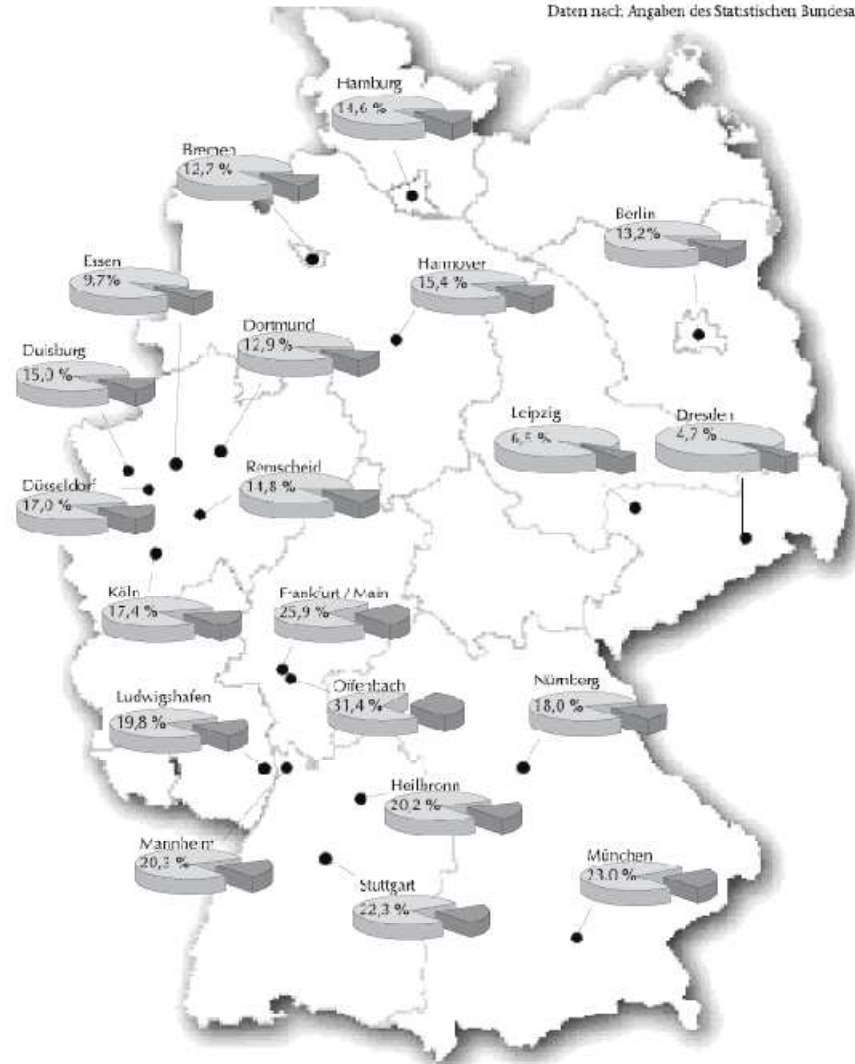 Daten nach Angaben des Statistischen Bundesa
Hamburg
14,6 %
Bremen
12,7 %
Berlin
13,2%
Essen
9,7%
Hannover
15,4 %
Dortmund
12,9 %
Duisburg
15,0 %
Leipzig
6,5 %
Dresden
4,7 %
Remscheid
14,8 %
Düsseldorf
17,0 %
Köln
17,4 %
Frankfurt / Main
25,9 %
Offenbach
31,4 %
Nürnberg
18,0 %
Ludwigshafen
19,8 %
Heilbronn
20,2 %
Mannheim
20,3 %
München
23,0 %
Stuttgart
22,3 %